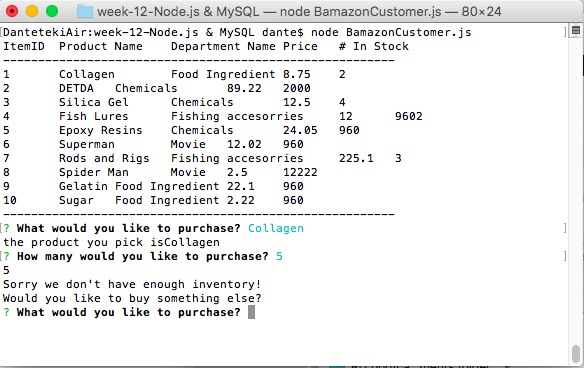 week-12-Node.js & MySQL — node BamazonCustomer.js — 80×24
[DantetekiAir:week-12-Node.js & MySQL dante$ node BamazonCustomer.js ]
ItemID  Product Name    Department Name Price   # In Stock
--------------------------------------------------------
1       Collagen        Food Ingredient 8.75    2
2       DETDA   Chemicals       89.22   2000
3       Silica Gel      Chemicals       12.5    4
4       Fish Lures      Fishing accesorries     12      9602
5       Epoxy Resins    Chemicals       24.05   960
6       Superman        Movie   12.02   960
7       Rods and Rigs   Fishing accesorries     225.1   3
8       Spider Man      Movie   2.5     12222
9       Gelatin Food Ingredient 22.1    960
10      Sugar   Food Ingredient 2.22    960
--------------------------------------------------------
[? What would you like to purchase? Collagen ]
the product you pick isCollagen
[? How many would you like to purchase? 5 ]
5
Sorry we don't have enough inventory!
Would you like to buy something else?
? What would you like to purchase?